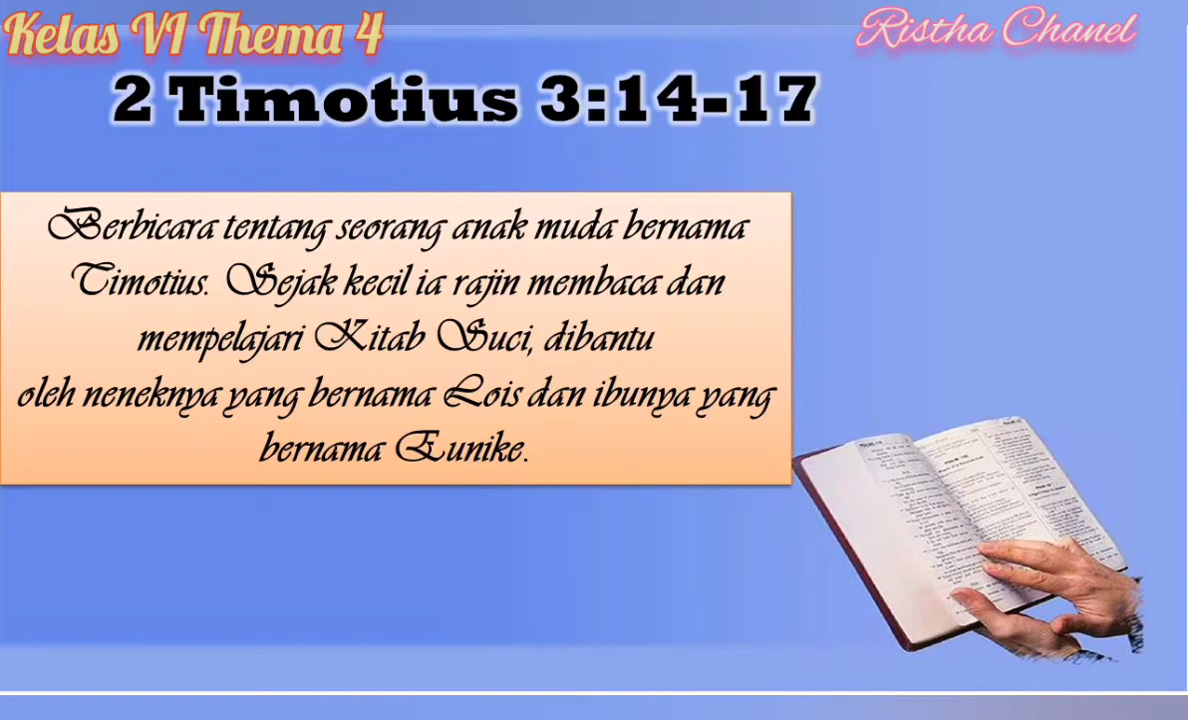 Kelas VI Thema 4
Ristha Chanel
2 Timotius 3:14-17
Berbicara tentang seorang anak muda bernama
Timotius. Sejak kecil ia rajin membaca dan
mempelajari Kitab Suci, dibantu
oleh neneknya yang bernama Lois dan ibunya yang
bernama Eunike.